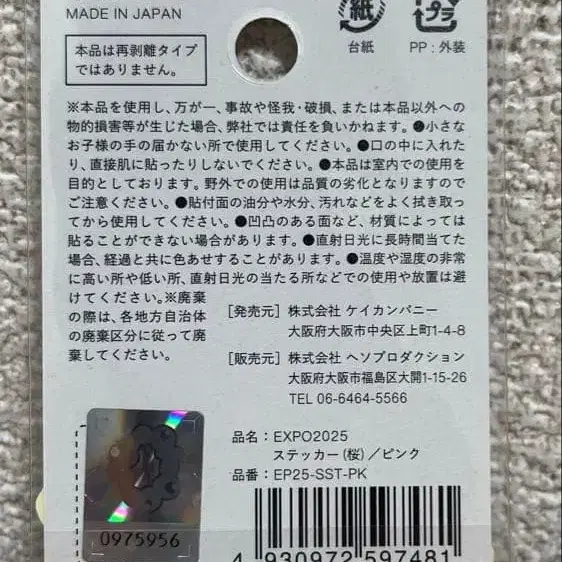 MADE IN JAPAN
紙
プラ
台紙
PP：外装
本品は再剥離タイプ
ではありません。
※本品を使用し、万が一、事故や怪我・破損、または本品以外への
物的損害等が生じた場合、弊社では責任を負いかねます。●小さな
お子様の手の届かない所で使用してください。●口の中に入れた
り、直接肌に貼ったりしないでください。●本品は室内での使用を
目的としております。野外での使用は品質の劣化となりますので
ご注意ください。●貼付面の油分や水分、汚れなどをよく拭き取っ
てから使用してください。●凹凸のある面など、材質によっては
貼ることができない場合があります。●直射日光に長時間当てた
場合、経過と共に色あせすることがあります。●温度や湿度の非常
に高い所や低い所、直射日光の当たる所などでの使用や放置は避
けてください。※廃棄
の際は、各地方自治体
の廃棄区分に従って廃
棄してください。
［発売元］ 株式会社 ケイカンパニー
大阪府大阪市中央区上町1-4-8
［販売元］ 株式会社 ヘソプロダクション
大阪府大阪市福島区大開1-15-26
TEL 06-6464-5566
品名：EXPO2025
ステッカー（桜）／ピンク
品番：EP25-SST-PK
0975956
4 930972 597481